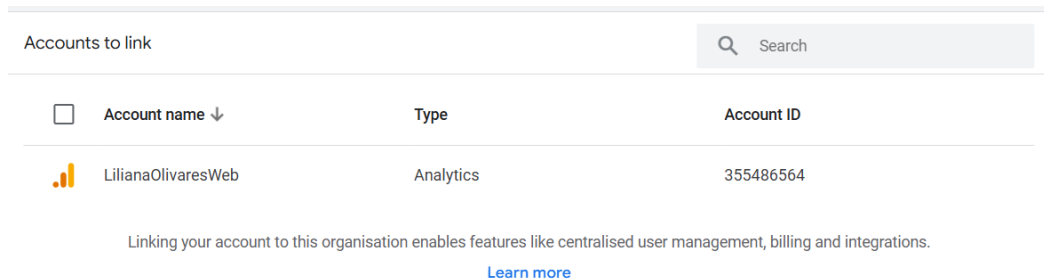 Accounts to link
Search
Account name Type Account ID
LilianaOlivaresWeb Analytics 355486564
Linking your account to this organisation enables features like centralised user management, billing and integrations.
Learn more